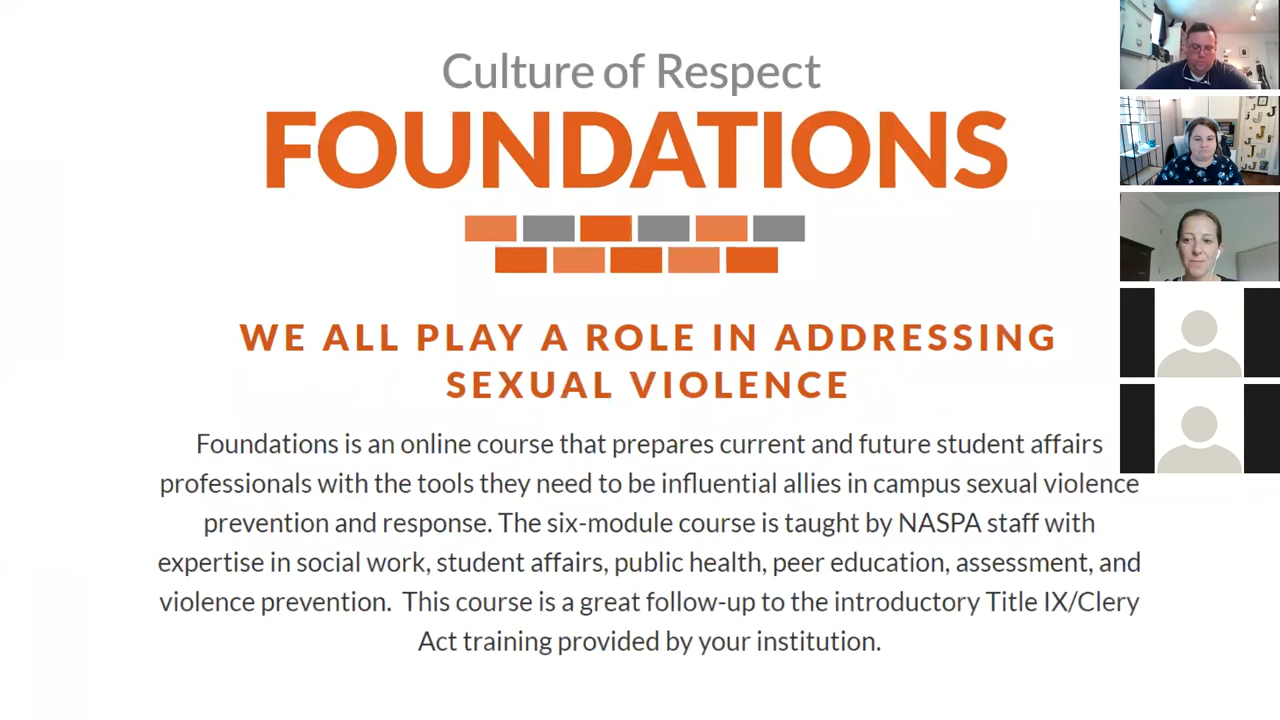 Culture of Respect
FOUNDATIONS
WE ALL PLAY A ROLE IN ADDRESSING
SEXUAL VIOLENCE
Foundations is an online course that prepares current and future student affairs
professionals with the tools they need to be influential allies in campus sexual violence
prevention and response. The six-module course is taught by NASPA staff with
expertise in social work, student affairs, public health, peer education, assessment, and
violence prevention.  This course is a great follow-up to the introductory Title IX/Clery
Act training provided by your institution.